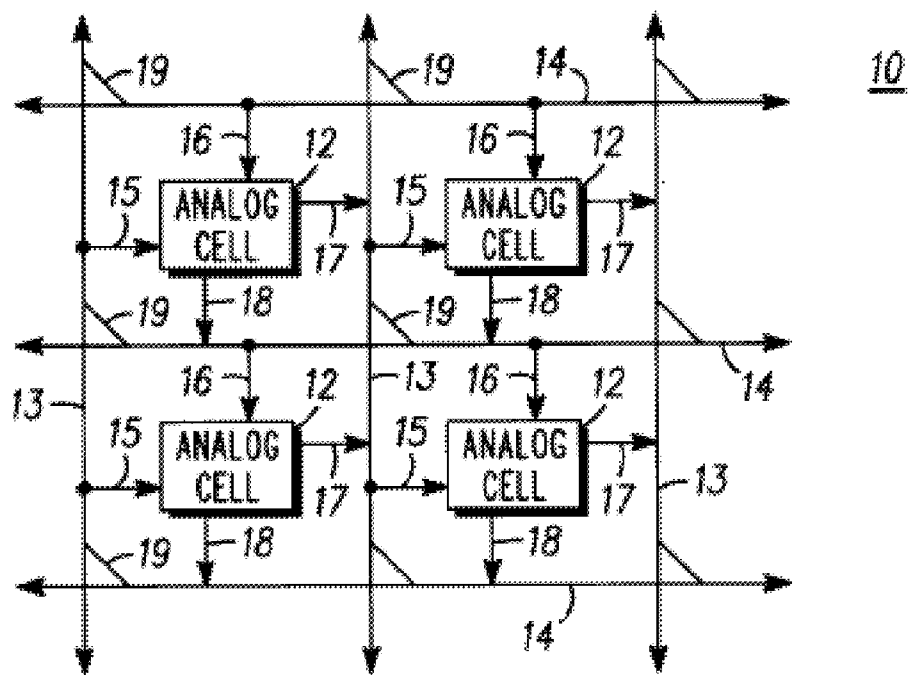 19 19 14 10
16 12 16 12
15 ANALOG 15 ANALOG
CELL 17 CELL 17
19 18 19 18
16 12 13 16 12 14
13 15 ANALOG 15 ANALOG
CELL 17 CELL 17 13
19 18 18
14